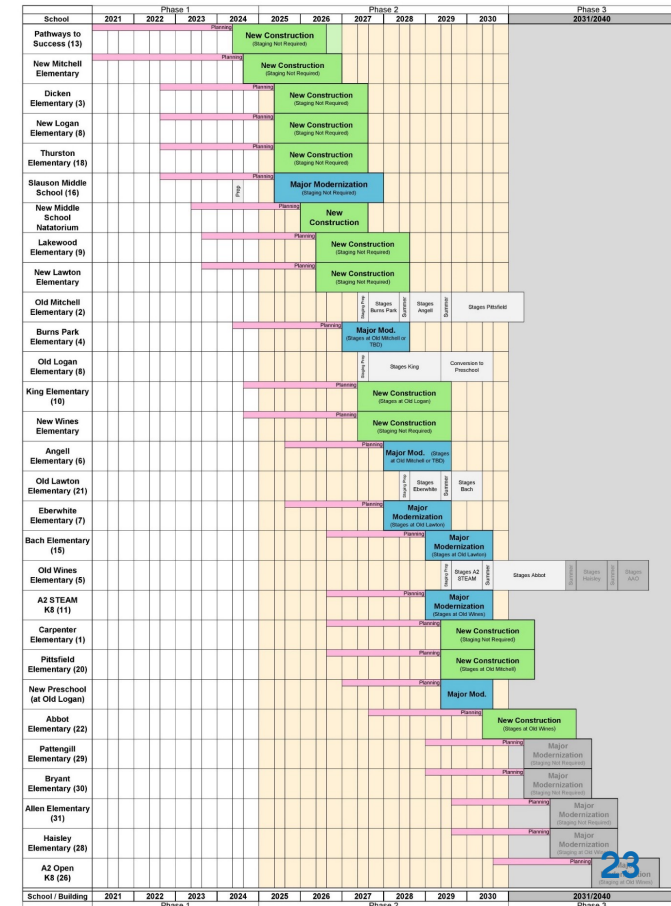 Phase 1 Phase 2 Phase 3
School 2021 2022 2023 2024 2025 2026 2027 2028 2029 2030 2031/2040
Planning
Pathways to
Success (13)
New Construction
(Staging Not Required)
Planning
New Mitchell
Elementary
New Construction
(Staging Not Required)
Planning
Dicken
Elementary (3)
New Construction
(Staging Not Required)
Planning
New Logan
Elementary (8)
New Construction
(Staging Not Required)
Planning
Thurston
Elementary (18)
New Construction
(Staging Not Required)
Planning
Slauson Middle
School (16)
Prep
Major Modernization
(Staging Not Required)
Planning
New Middle
School
Natatorium
New
Construction
Planning
Lakewood
Elementary (9)
New Construction
(Staging Not Required)
Planning
New Lawton
Elementary
New Construction
(Staging Not Required)
Old Mitchell
Elementary (2)
Staging Prep
Stages
Burns Park
Summer
Stages
Angell
Summer
Stages Pittsfield
Planning
Burns Park
Elementary (4)
Major Mod.
(Stages at Old Mitchell or
TBD)
Old Logan
Elementary (8)
Staging Prep
Stages King
Conversion to
Preschool
Planning
King Elementary
(10)
New Construction
(Stages at Old Logan)
Planning
New Wines
Elementary
New Construction
(Staging Not Required)
Planning
Angell
Elementary (6)
Major Mod. (Stages
at Old Mitchell or TBD)
Old Lawton
Elementary (21)
Staging Prep
Stages
Eberwhite
Summer
Stages
Bach
Planning
Eberwhite
Elementary (7)
Major
Modernization
(Stages at Old Lawton)
Planning
Bach Elementary
(15)
Major
Modernization
(Stages at Old Lawton)
Old Wines
Elementary (5)
Staging Prep
Stages A2
STEAM
Summer
Stages Abbot
Summer
Stages
Haisley
Summer
Stages
AAO
Planning
A2 STEAM
K8 (11)
Major
Modernization
(Stages at Old Wines)
Planning
Carpenter
Elementary (1)
New Construction
(Staging Not Required)
Planning
Pittsfield
Elementary (20)
New Construction
(Stages at Old Mitchell)
Planning
New Preschool
(at Old Logan)
Major Mod.
Planning
Abbot
Elementary (22)
New Construction
(Stages at Old Wines)
Planning
Pattengill
Elementary (29)
Major
Modernization
(Staging Not Required)
Planning
Bryant
Elementary (30)
Major
Modernization
(Staging Not Required)
Planning
Allen Elementary
(31)
Major
Modernization
(Staging Not Required)
Planning
Haisley
Elementary (28)
Major
Modernization
(Staging at Old
Planning
A2 Open
K8 (26)
(Staging at Old Wines)
23
School / Building 2021 2022 2023 2024 2025 2026 2027 2028 2029 2030 2031/2040
Phase 1 Phase 2 Phase 3